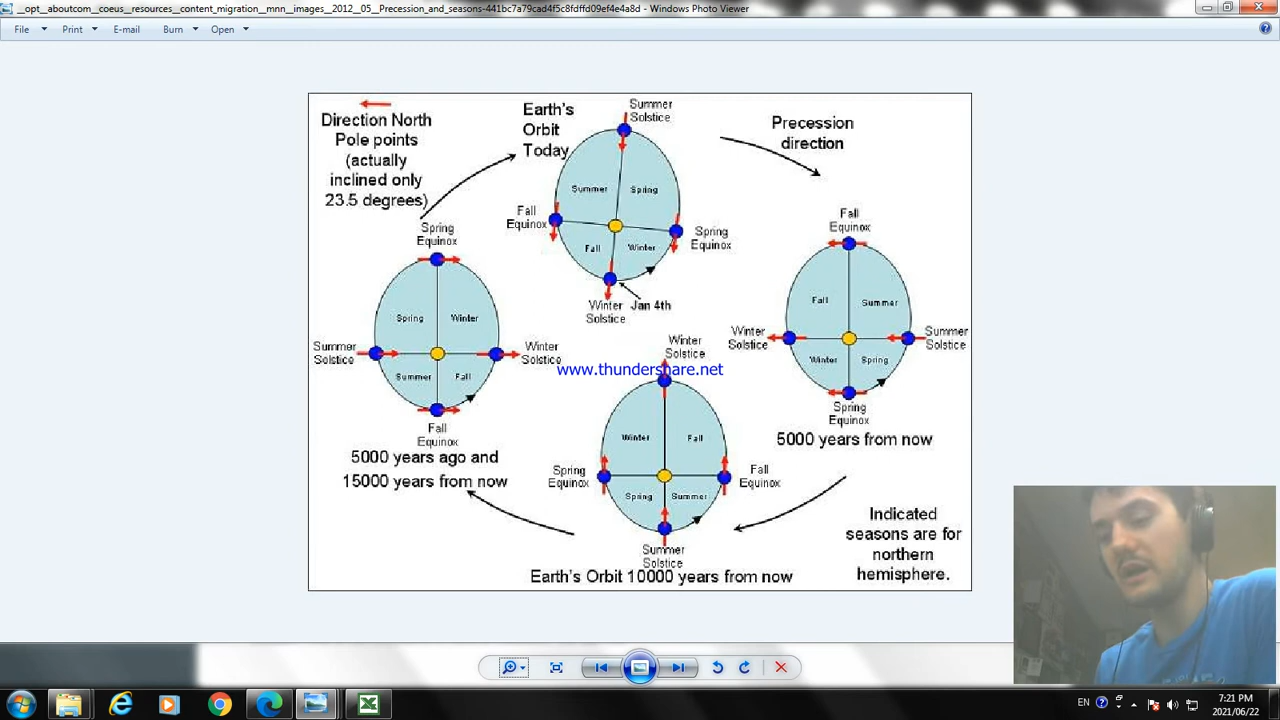 __opt__aboutcom__coeus__resources__content_migration__mnn__images__2012__05__Precession_and_seasons-441bc7a79cad4f5c8fdffd09ef4e4a8d - Windows Photo Viewer
File Print E-mail Burn Open
Direction North
Pole points
(actually
inclined only
23.5 degrees)
Earth's
Orbit
Today
Summer
Solstice
Summer
Spring
Fall
Equinox
Spring
Equinox
Fall
Winter
Winter
Solstice
Jan 4th
Precession
direction
Fall
Equinox
Fall
Summer
Winter
Solstice
Summer
Solstice
Winter
Spring
Spring
Equinox
5000 years from now
Spring
Equinox
Spring
Winter
Summer
Solstice
Winter
Solstice
Summer
Fall
Fall
Equinox
5000 years ago and
15000 years from now
Winter
Solstice
www.thundershare.net
Winter
Fall
Spring
Equinox
Fall
Equinox
Spring
Summer
Summer
Solstice
Earth's Orbit 10000 years from now
Indicated
seasons are for
northern
hemisphere.
EN
7:21 PM
2021/06/22